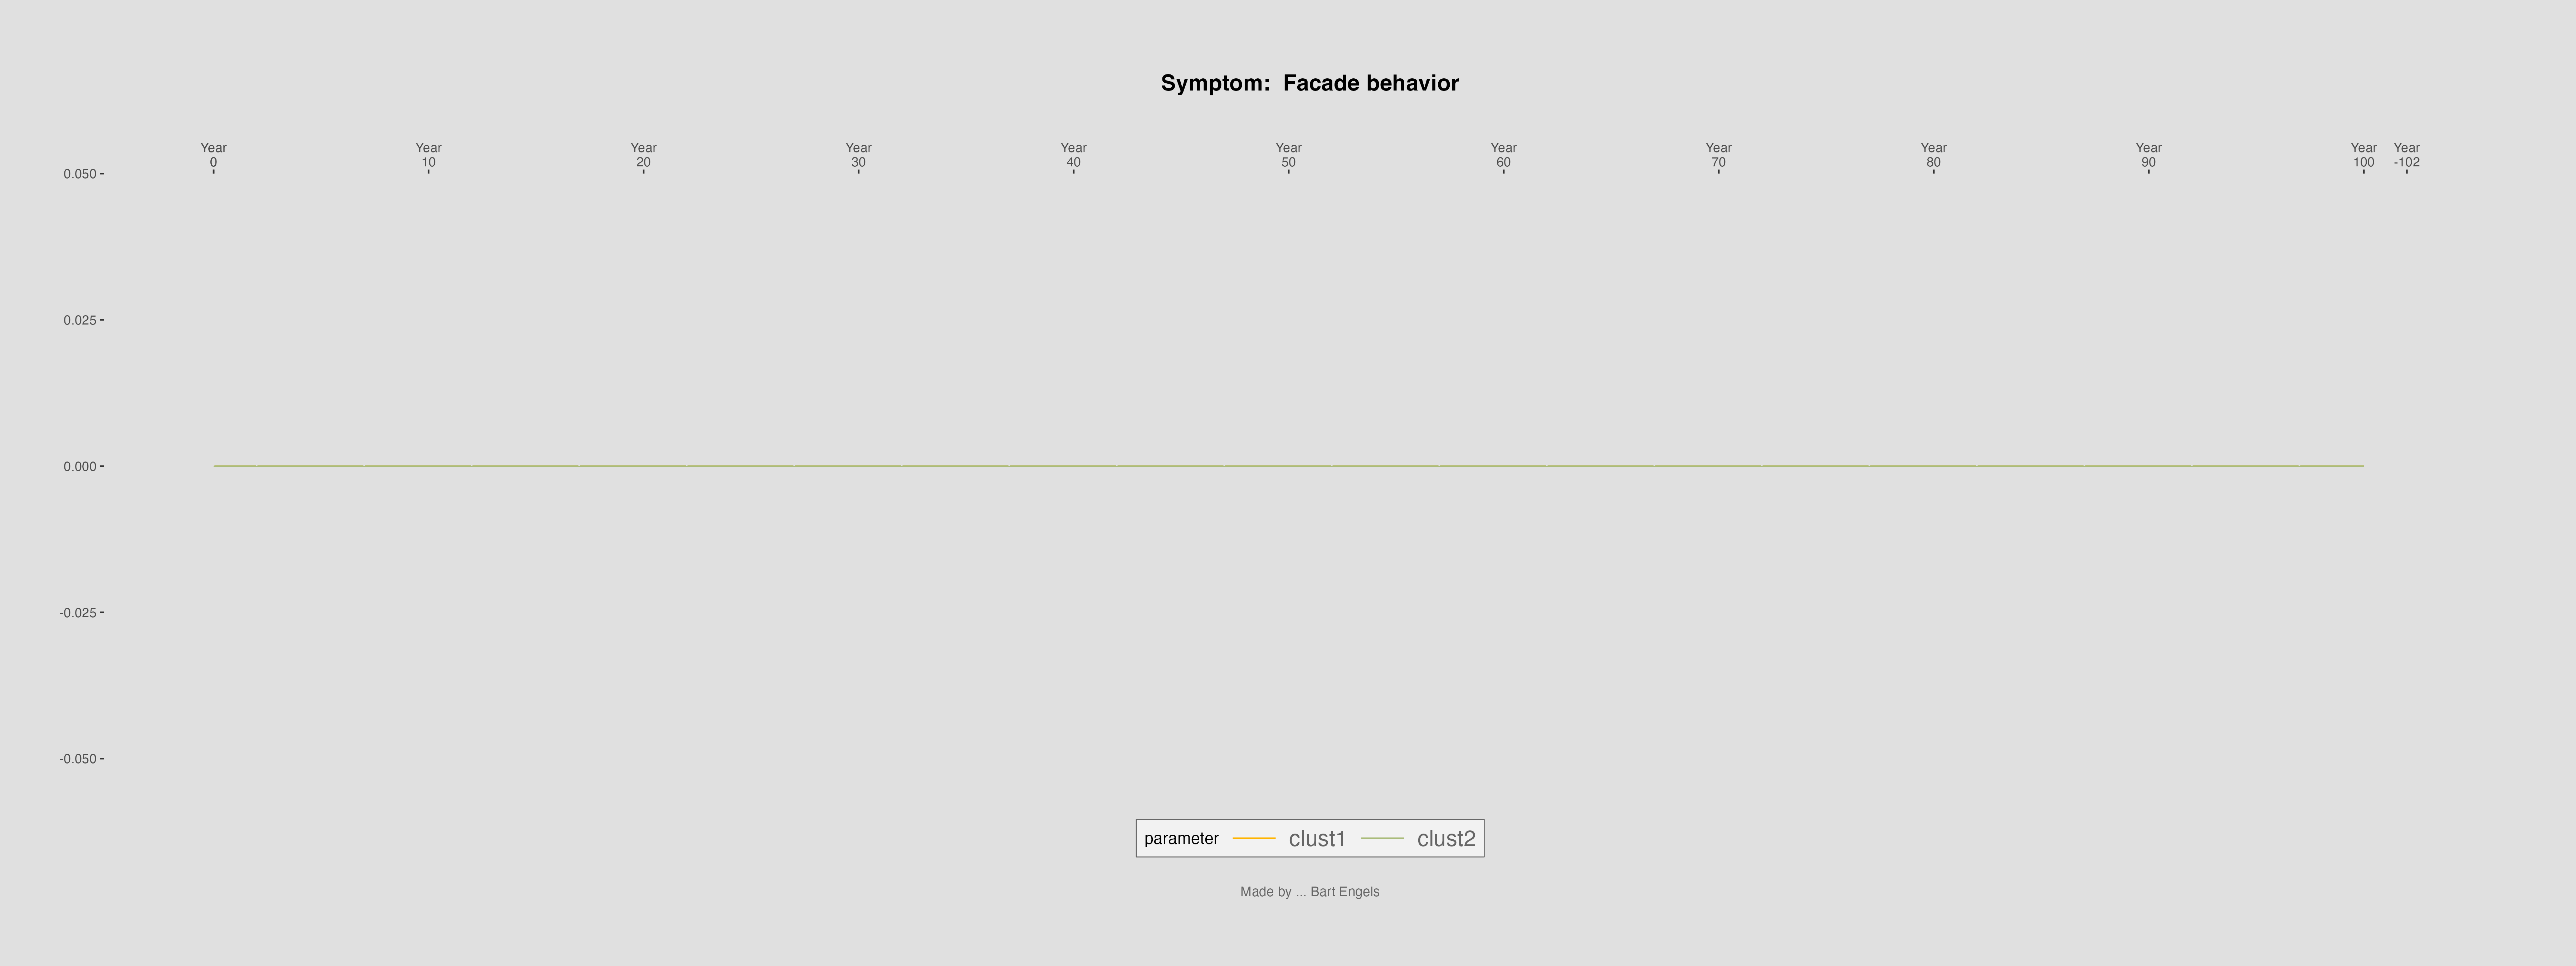 Symptom:  Facade behavior
Year Year Year Year Year Year Year Year Year Year Year Year
0 10 20 30 40 50 60 70 80 90 100 -102
0.050
0.025
0.000
-0.025
-0.050
parameter clust1 clust2
Made by ... Bart Engels